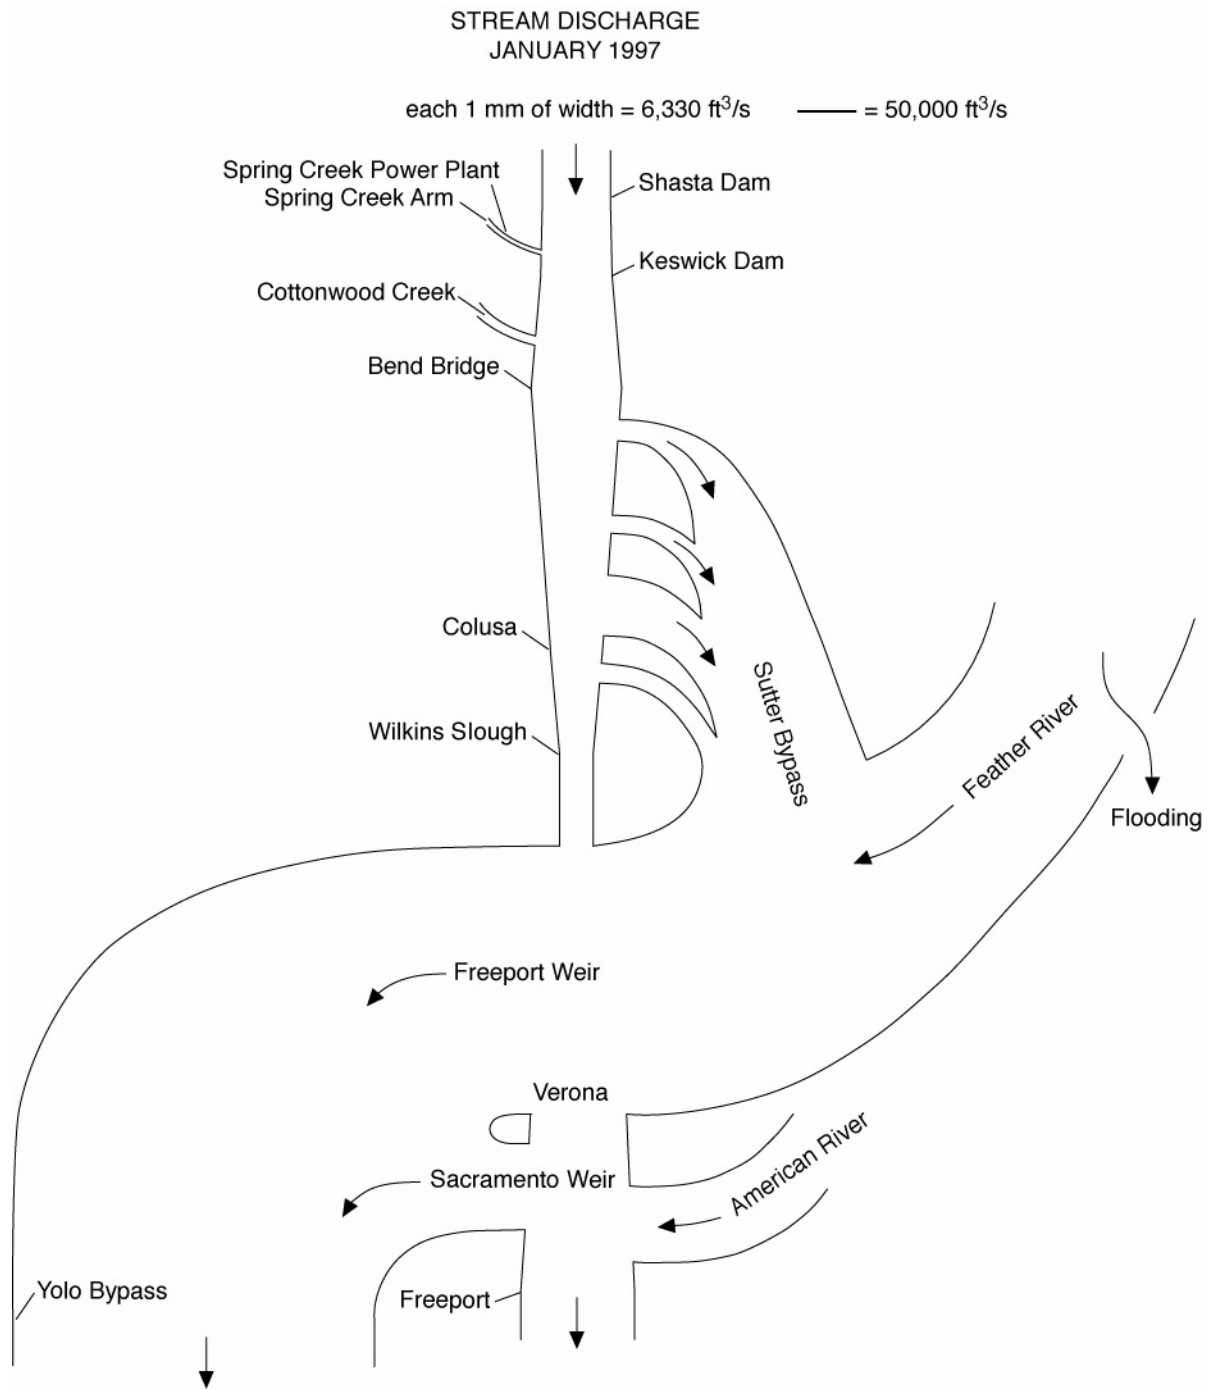 STREAM DISCHARGE
JANUARY 1997
each 1 mm of width = 6,330 ft³/s = 50,000 ft³/s
Spring Creek Power Plant
Spring Creek Arm
Shasta Dam
Keswick Dam
Cottonwood Creek
Bend Bridge
Colusa
Wilkins Slough
Sutter Bypass
Feather River
Flooding
Freeport Weir
Verona
American River
Sacramento Weir
Yolo Bypass
Freeport